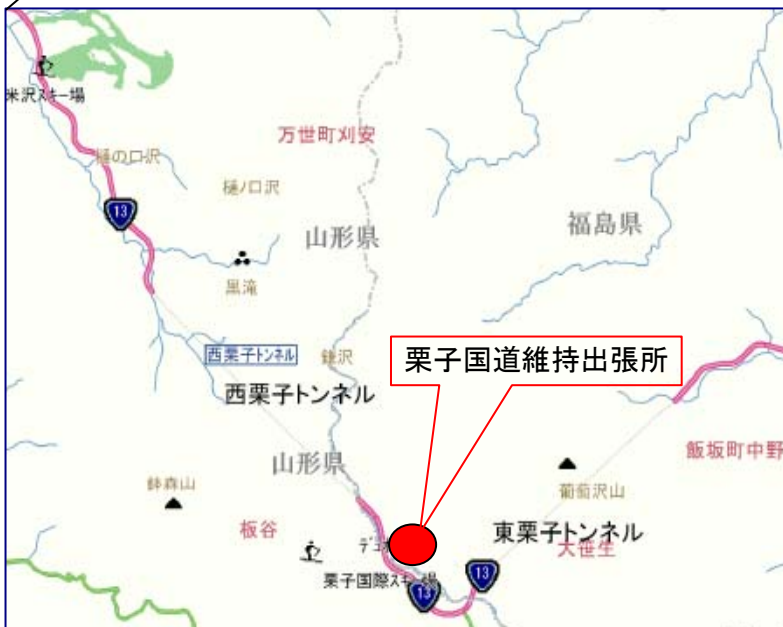 米沢スキー場
万世町刈安
樋の口沢
樋ノ口沢
13
山形県
福島県
黒滝
西栗子トンネル
鎌沢
栗子国道維持出張所
西栗子トンネル
山形県
飯坂町中野
鉢森山
葡萄沢山
板谷
東栗子トンネル
大笹生
栗子国際スキー場
13
13